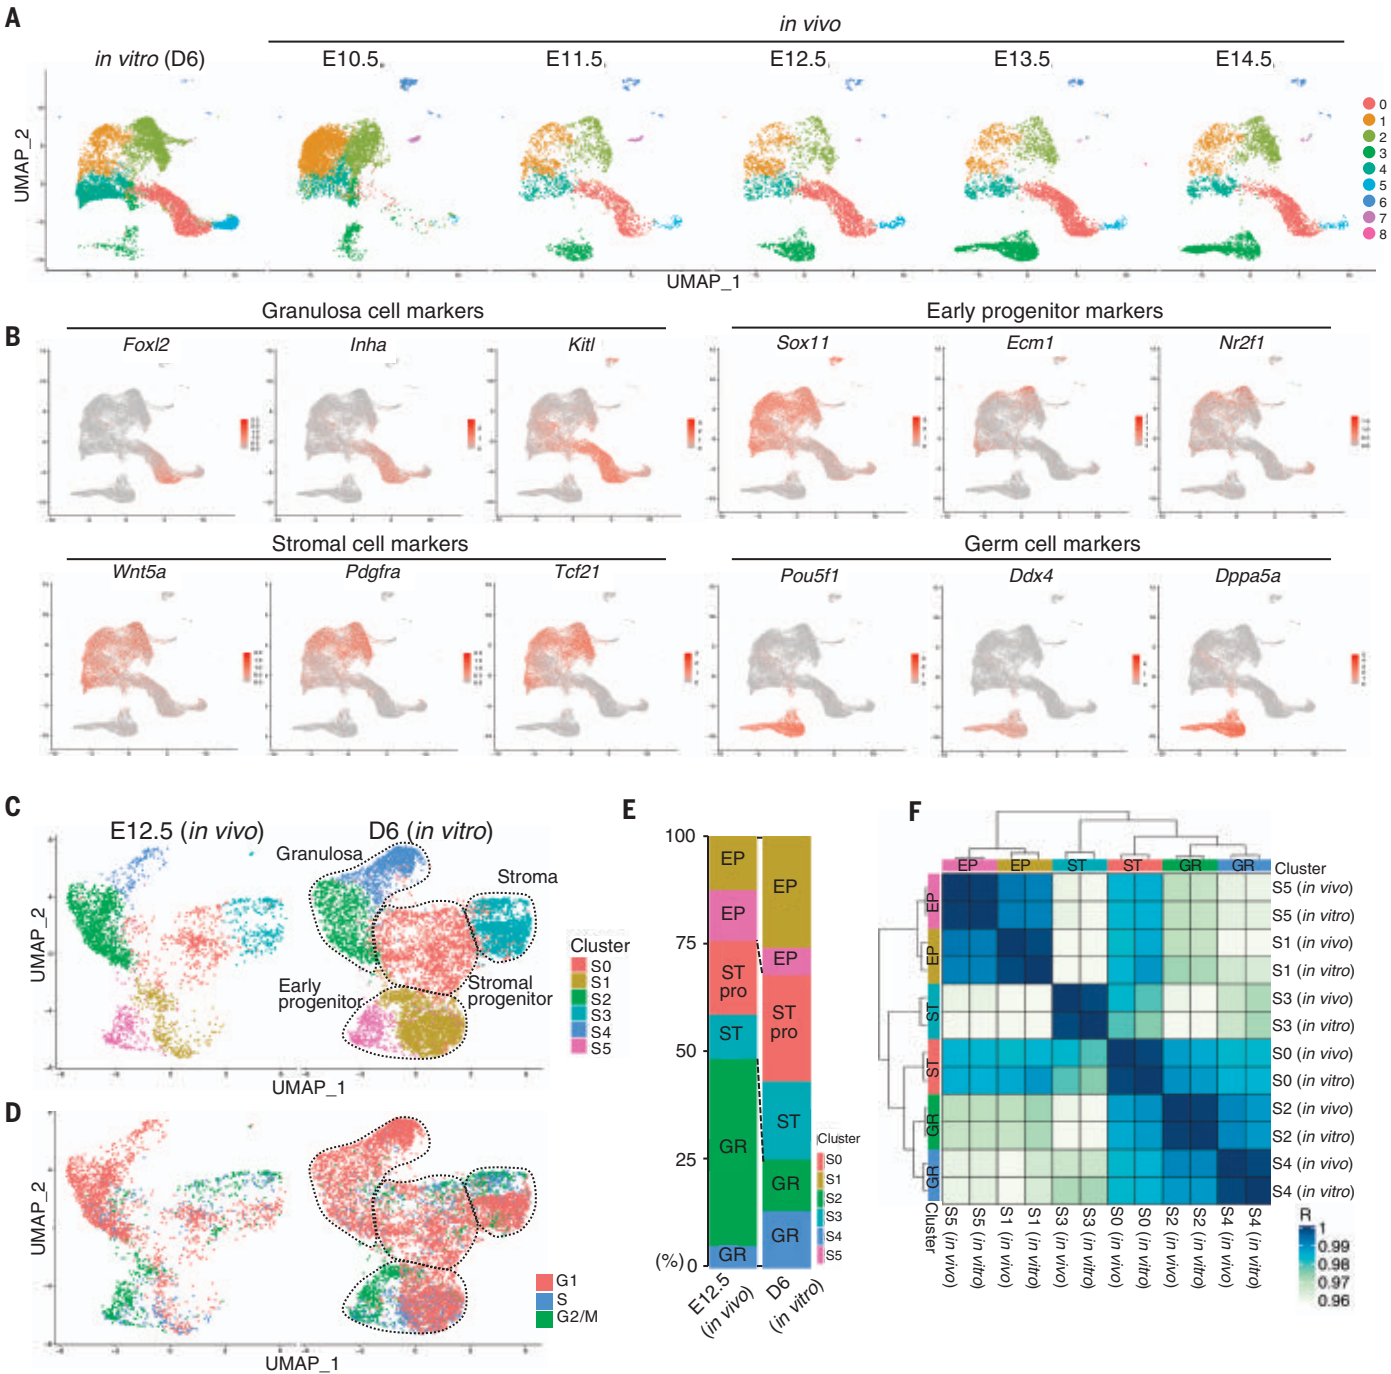 A
in vivo
in vitro (D6)
E10.5
E11.5
E12.5
E13.5
E14.5
UMAP_2
UMAP_1
0
1
2
3
4
5
6
7
8
B
Granulosa cell markers
Early progenitor markers
Foxl2
Inha
Kitl
Sox11
Ecm1
Nr2f1
Stromal cell markers
Germ cell markers
Wnt5a
Pdgfra
Tcf21
Pou5f1
Ddx4
Dppa5a
C
E12.5 (in vivo)
D6 (in vitro)
Granulosa
Stroma
Early
progenitor
Stromal
progenitor
UMAP_2
UMAP_1
Cluster
S0
S1
S2
S3
S4
S5
D
UMAP_2
UMAP_1
G1
S
G2/M
E
100
75
50
25
(%) 0
EP
EP
ST
pro
ST
GR
GR
EP
EP
ST
pro
ST
GR
GR
E12.5
(in vivo)
D6
(in vitro)
Cluster
S0
S1
S2
S3
S4
S5
F
EP
EP
ST
ST
GR
GR
Cluster
EP
EP
ST
ST
GR
GR
Cluster
S5 (in vivo)
S5 (in vitro)
S1 (in vivo)
S1 (in vitro)
S3 (in vivo)
S3 (in vitro)
S0 (in vivo)
S0 (in vitro)
S2 (in vivo)
S2 (in vitro)
S4 (in vivo)
S4 (in vitro)
S5 (in vivo)
S5 (in vitro)
S1 (in vivo)
S1 (in vitro)
S3 (in vivo)
S3 (in vitro)
S0 (in vivo)
S0 (in vitro)
S2 (in vivo)
S2 (in vitro)
S4 (in vivo)
S4 (in vitro)
R
1
0.99
0.98
0.97
0.96